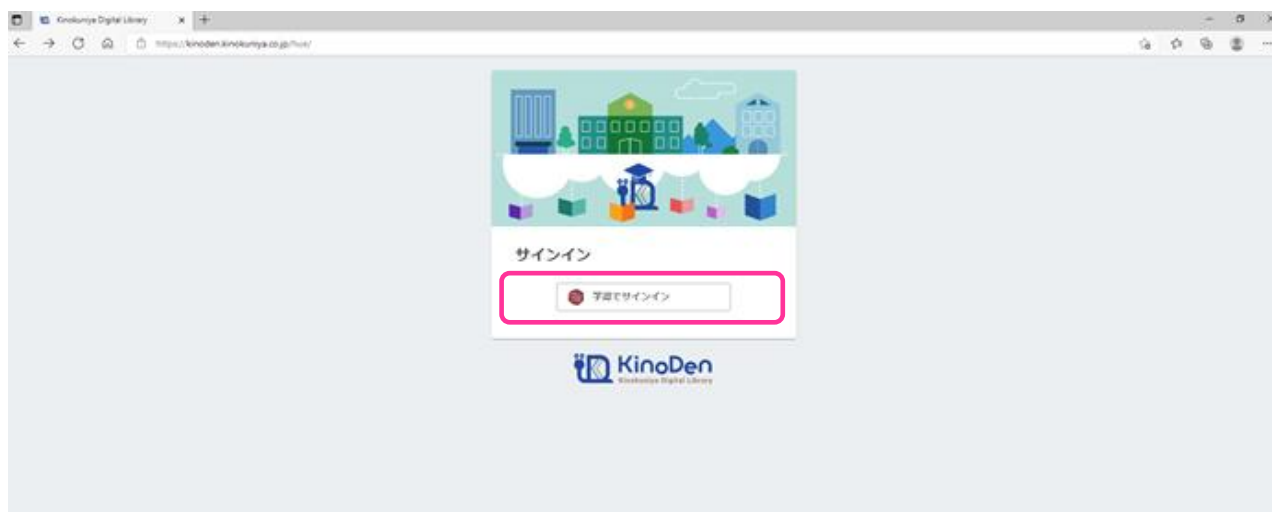 Kinokuniya Digital Library
https://kinoden.kinokuniya.co.jp/hue/
サインイン
学認でサインイン
KinoDen
Kinokuniya Digital Library